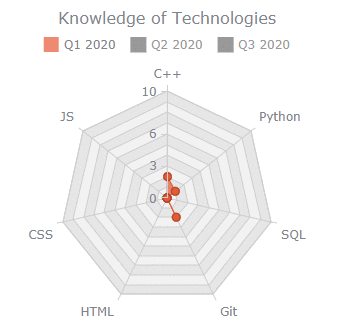 Knowledge of Technologies
Q1 2020 Q2 2020 Q3 2020
C++
10
JS Python
6
3
0
CSS SQL
HTML Git